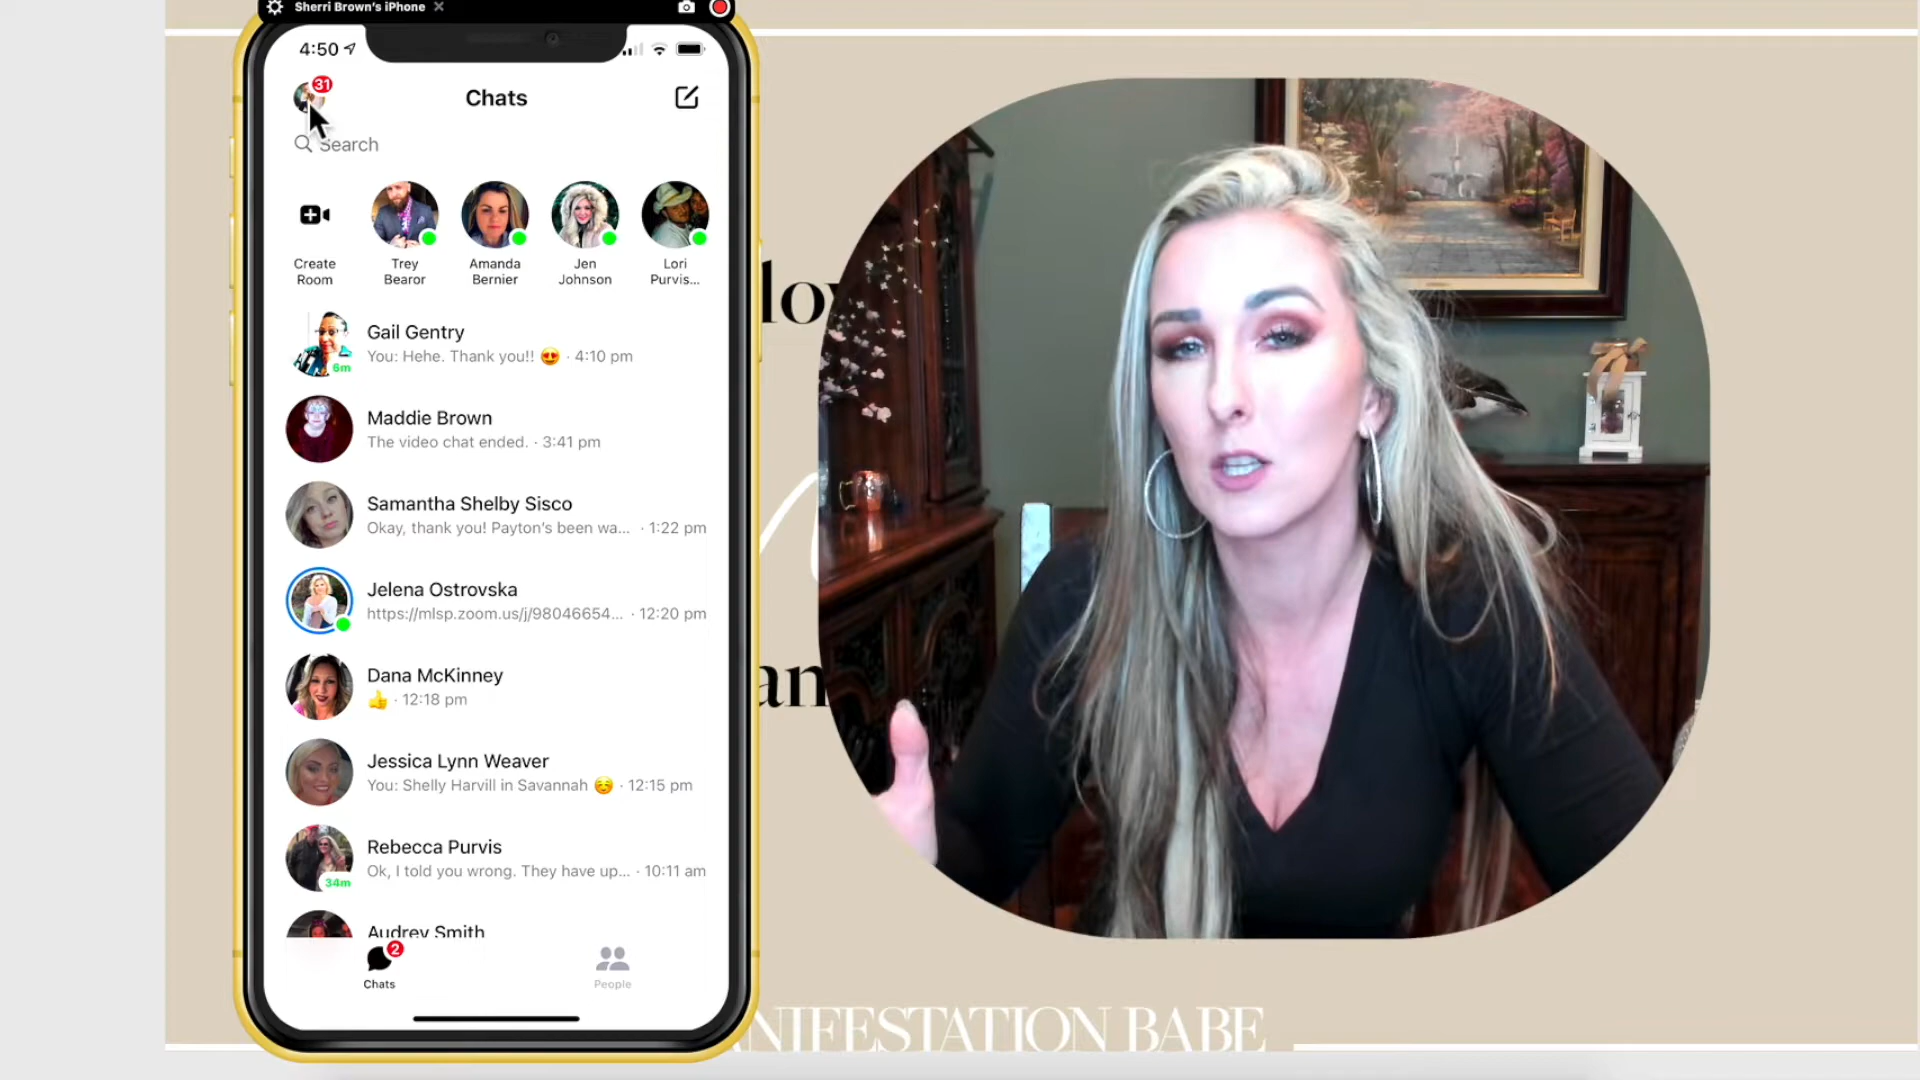 Sherri Brown's iPhone
4:50
31
Chats
Search
Create
Room
Trey
Bearor
Amanda
Bernier
Jen
Johnson
Lori
Purvis...
Gail Gentry
You: Hehe. Thank you!! 😍 · 4:10 pm
6m
Maddie Brown
The video chat ended. · 3:41 pm
Samantha Shelby Sisco
Okay, thank you! Payton's been wa... · 1:22 pm
Jelena Ostrovska
https://mlsp.zoom.us/j/98046654... · 12:20 pm
Dana McKinney
👍 · 12:18 pm
Jessica Lynn Weaver
You: Shelly Harvill in Savannah ☺️ · 12:15 pm
Rebecca Purvis
Ok, I told you wrong. They have up... · 10:11 am
34m
Audrey Smith
2
Chats
People
lov
an
NIFESTATION BABE